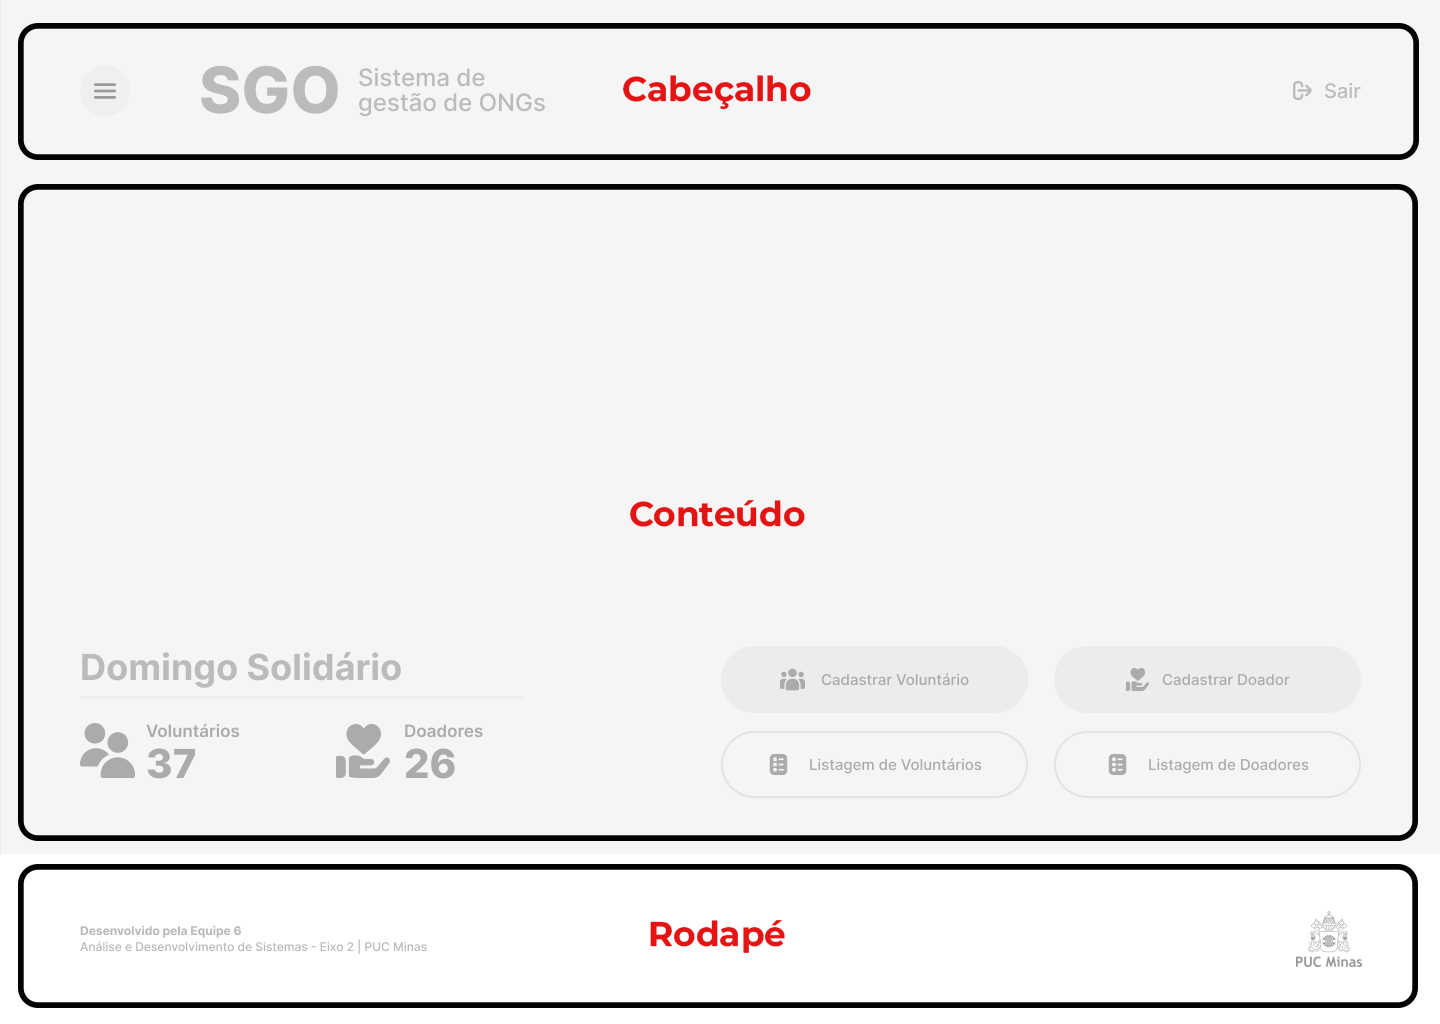 SGO
Sistema de
gestão de ONGs
Cabeçalho
Sair
Conteúdo
Domingo Solidário
Voluntários
37
Doadores
26
Cadastrar Voluntário
Cadastrar Doador
Listagem de Voluntários
Listagem de Doadores
Desenvolvido pela Equipe 6
Análise e Desenvolvimento de Sistemas - Eixo 2 | PUC Minas
Rodapé
PUC Minas